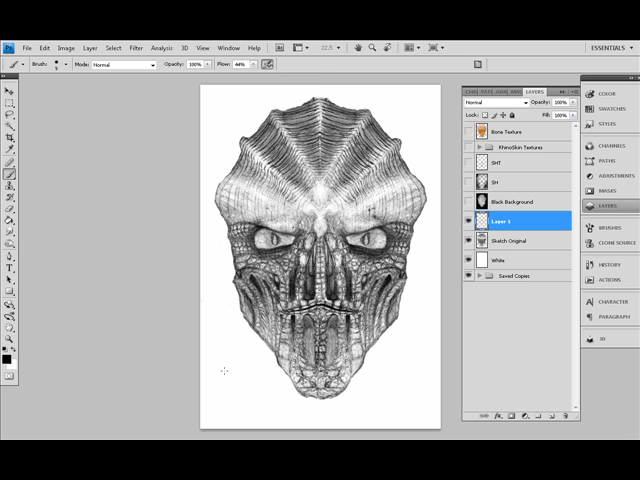 Ps File Edit Image Layer Select Filter Analysis 3D View Window Help 22.5 ESSENTIALS
Brush: Mode: Normal Opacity: 100% Flow: 44%
LAYERS
Normal Opacity: 100%
Lock: Fill: 100%
Bone Texture
RhinoSkin Textures
SHT
SH
Black Background
Layer 1
Sketch Original
White
Saved Copies
COLOR
SWATCHES
STYLES
CHANNELS
PATHS
ADJUSTMENTS
MASKS
LAYERS
BRUSHES
CLONE SOURCE
HISTORY
ACTIONS
CHARACTER
PARAGRAPH
3D